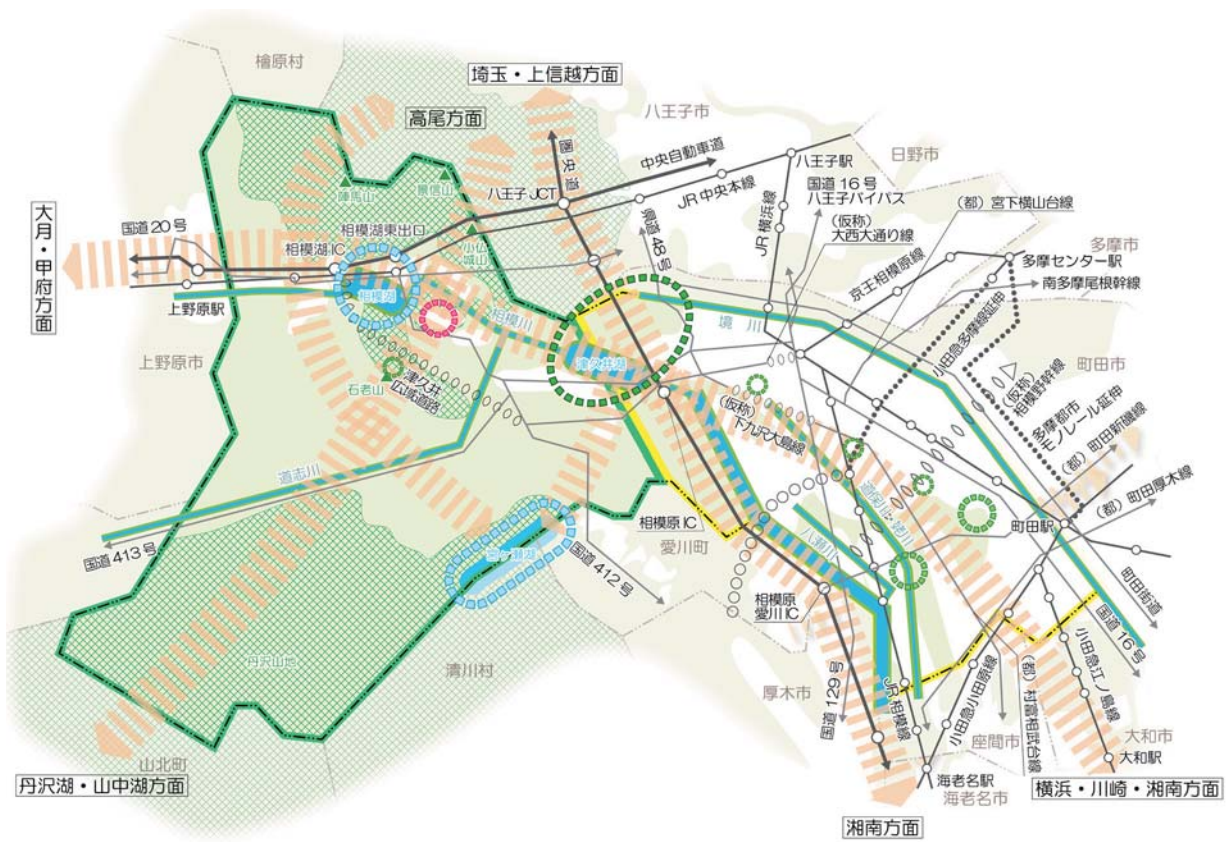 檜原村
埼玉・上信越方面
高尾方面
八王子市
日野市
圏央道
中央自動車道
八王子駅
八王子JCT
JR中央本線
陣馬山
景信山
国道16号
八王子バイパス
(都)宮下横山台線
(仮称)
大西大通り線
多摩市
大月・甲府方面
国道20号
相模湖IC
相模湖東出口
小仏
城山
県道48号
JR横浜線
京王相模原線
多摩センター駅
南多摩尾根幹線
上野原駅
相模湖
相模川
津久井湖
境川
小田急多摩線延伸
町田市
上野原市
石老山
津久井
広域道路
(仮称)
下九沢大島線
(仮称)
相模野幹線
多摩都市
モノレール延伸
(都)町田新磯線
道志川
(都)町田厚木線
国道413号
相模原IC
愛川町
宮ヶ瀬湖
国道412号
八瀬川
町田駅
相模原
愛川IC
町田街道
国道16号
丹沢山地
清川村
厚木市
国道129号
JR相模線
小田急小田原線
座間市
(都)村富相武台線
小田急江ノ島線
大和市
大和駅
山北町
丹沢湖・山中湖方面
海老名駅
海老名市
横浜・川崎・湘南方面
湘南方面